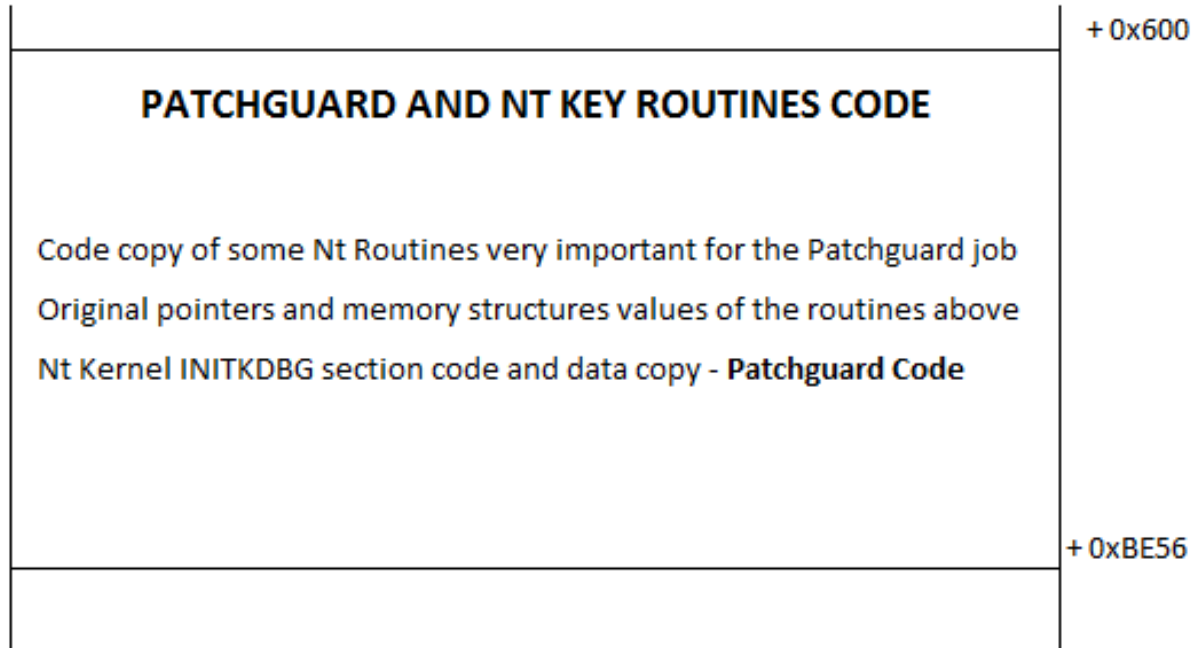 + 0x600
PATCHGUARD AND NT KEY ROUTINES CODE
Code copy of some Nt Routines very important for the Patchguard job
Original pointers and memory structures values of the routines above
Nt Kernel INITKDBG section code and data copy - Patchguard Code
+ 0xBE56